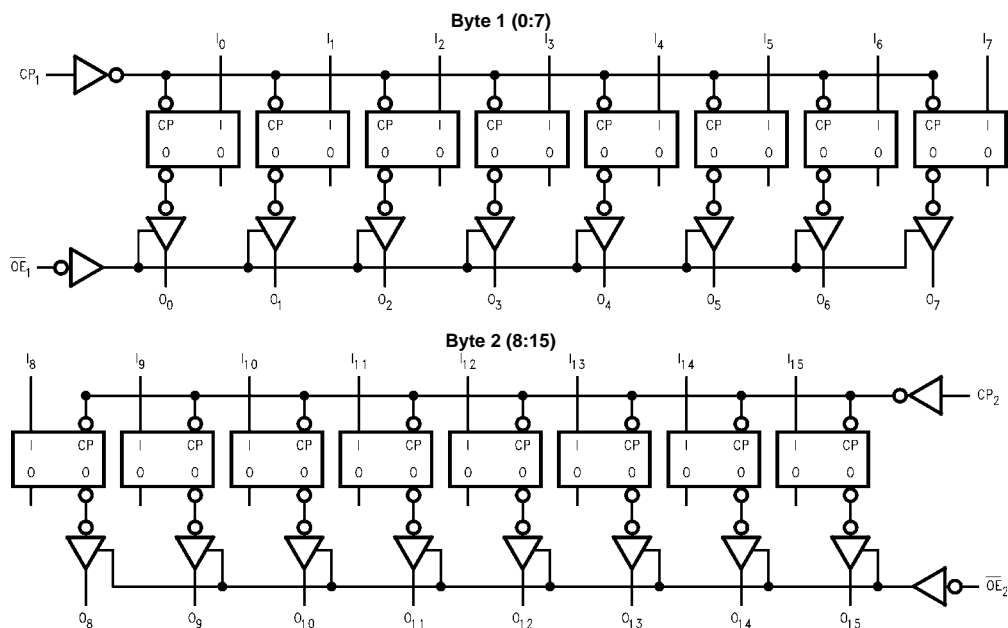 Byte 1 (0:7)
I0 I1 I2 I3 I4 I5 I6 I7
CP1
CP I CP I CP I CP I CP I CP I CP I CP I
O O O O O O O O O O O O O O O O
OE1
O0 O1 O2 O3 O4 O5 O6 O7
Byte 2 (8:15)
I8 I9 I10 I11 I12 I13 I14 I15
CP2
I CP I CP I CP I CP I CP I CP I CP I CP
O O O O O O O O O O O O O O O O
OE2
O8 O9 O10 O11 O12 O13 O14 O15